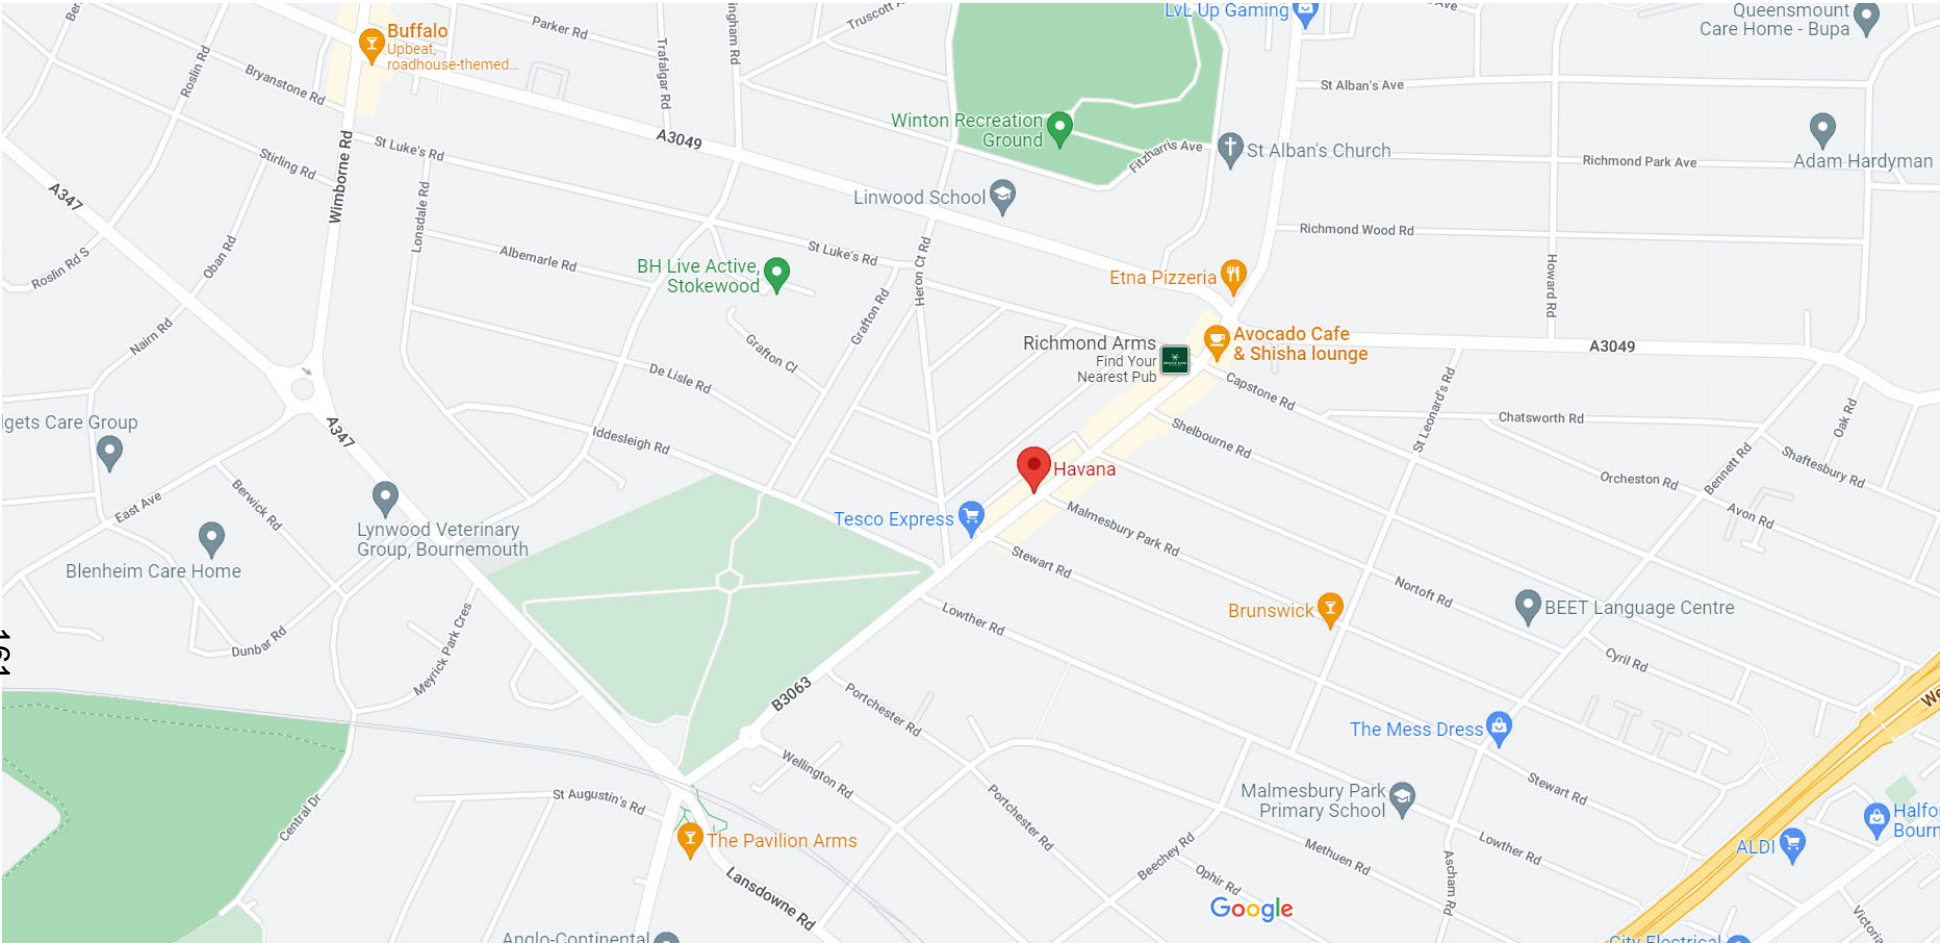 Buffalo
Upbeat,
roadhouse-themed...
Parker Rd
Trafalgar Rd
ingham Rd
LvL Up Gaming
Ave
Queensmount
Care Home - Bupa
Roslin Rd
Bryanstone Rd
St Alban's Ave
Winton Recreation
Ground
A3049
Fitzharris Ave
St Alban's Church
Richmond Park Ave
Adam Hardyman
Wimborne Rd
St Luke's Rd
Stirling Rd
A347
Lonsdale Rd
Linwood School
Roslin Rd S
Oban Rd
Albemarle Rd
St Luke's Rd
Heron Ct Rd
Richmond Wood Rd
Howard Rd
BH Live Active,
Stokewood
Etna Pizzeria
Nairn Rd
Grafton Rd
Grafton Cl
Richmond Arms
Find Your
Nearest Pub
Avocado Cafe
& Shisha lounge
A3049
De Lisle Rd
Capstone Rd
St Leonard's Rd
Chatsworth Rd
Oak Rd
lgets Care Group
A347
Iddesleigh Rd
Shelbourne Rd
Bennett Rd
Shaftesbury Rd
Havana
Orcheston Rd
East Ave
Berwick Rd
Lynwood Veterinary
Group, Bournemouth
Tesco Express
Malmesbury Park Rd
Avon Rd
Blenheim Care Home
Stewart Rd
Nortoft Rd
BEET Language Centre
Brunswick
Lowther Rd
161
Dunbar Rd
Meyrick Park Cres
Cyril Rd
B3063
Portchester Rd
The Mess Dress
We
Wellington Rd
Stewart Rd
Central Dr
St Augustin's Rd
Portchester Rd
Malmesbury Park
Primary School
Halfo
Bourn
The Pavilion Arms
Beechey Rd
Methuen Rd
Lowther Rd
ALDI
Lansdowne Rd
Ophir Rd
Ascham Rd
Google
Victoria
Anglo-Continental
City Electrical